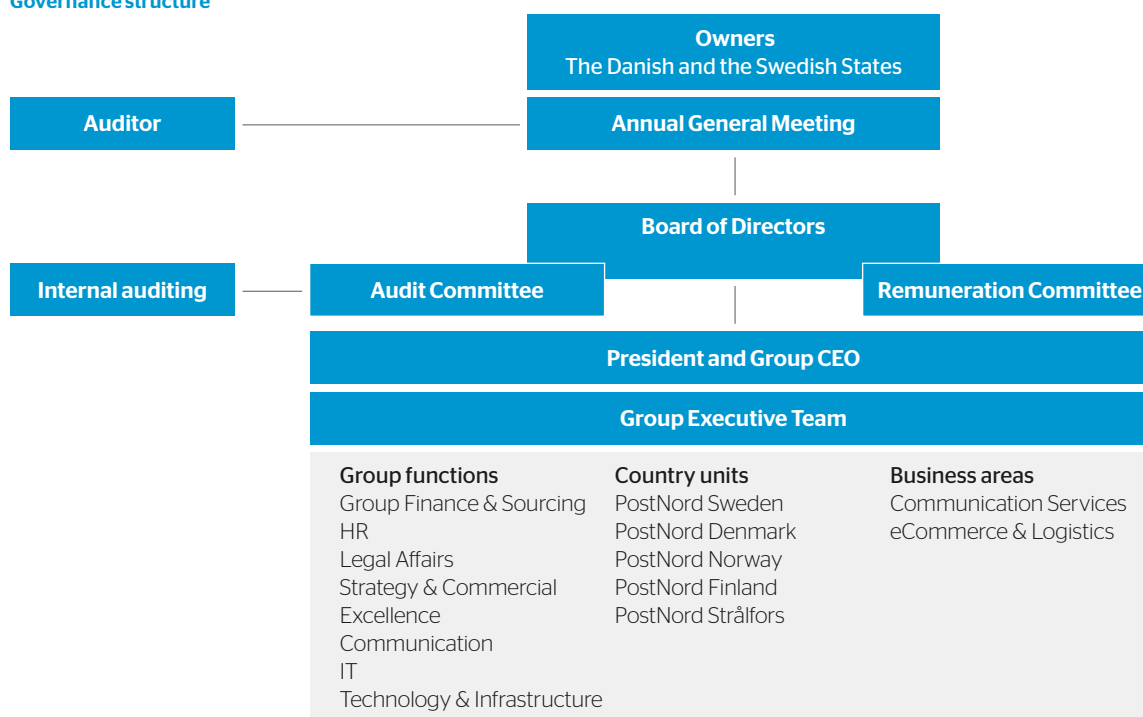 Governance structure
Owners
The Danish and the Swedish States
Auditor
Annual General Meeting
Board of Directors
Internal auditing
Audit Committee
Remuneration Committee
President and Group CEO
Group Executive Team
Group functions
Group Finance & Sourcing
HR
Legal Affairs
Strategy & Commercial
Excellence
Communication
IT
Technology & Infrastructure
Country units
PostNord Sweden
PostNord Denmark
PostNord Norway
PostNord Finland
PostNord Strålfors
Business areas
Communication Services
eCommerce & Logistics